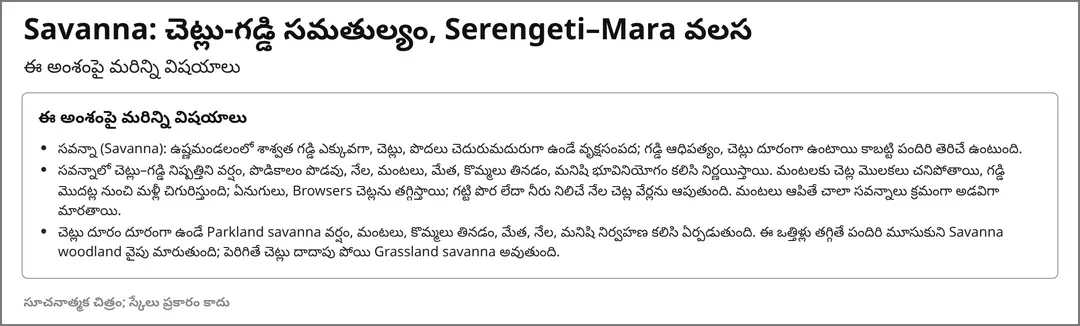 Savanna: చెట్లు-గడ్డి సమతుల్యం, Serengeti–Mara వలస
ఈ అంశంపై మరిన్ని విషయాలు
ఈ అంశంపై మరిన్ని విషయాలు
• సవన్నా (Savanna): ఉష్ణమండలంలో శాశ్వత గడ్డి ఎక్కువగా, చెట్లు, పొదలు చెదురుమదురుగా ఉండే వృక్షసంపద; గడ్డి ఆధిపత్యం, చెట్లు దూరంగా ఉంటాయి కాబట్టి పందిరి తెరిచే ఉంటుంది.
• సవన్నాలో చెట్లు–గడ్డి నిష్పత్తిని వర్షం, పొడికాలం పొడవు, నేల, మంటలు, మేత, కొమ్మలు తినడం, మనిషి భూవినియోగం కలిసి నిర్ణయిస్తాయి. మంటలకు చెట్ల మొలకలు చనిపోతాయి, గడ్డి
మొదట్ల నుంచి మళ్లీ చిగురిస్తుంది; ఏనుగులు, Browsers చెట్లను తగ్గిస్తాయి; గట్టి పొర లేదా నీరు నిలిచే నేల చెట్ల వేర్లను ఆపుతుంది. మంటలు ఆపితే చాలా సవన్నాలు క్రమంగా అడవిగా
మారతాయి.
• చెట్లు దూరం దూరంగా ఉండే Parkland savanna వర్షం, మంటలు, కొమ్మలు తినడం, మేత, నేల, మనిషి నిర్వహణ కలిసి ఏర్పడుతుంది. ఈ ఒత్తిళ్లు తగ్గితే పందిరి మూసుకుని Savanna
woodland వైపు మారుతుంది; పెరిగితే చెట్లు దాదాపు పోయి Grassland savanna అవుతుంది.
సూచనాత్మక చిత్రం; స్కేలు ప్రకారం కాదు